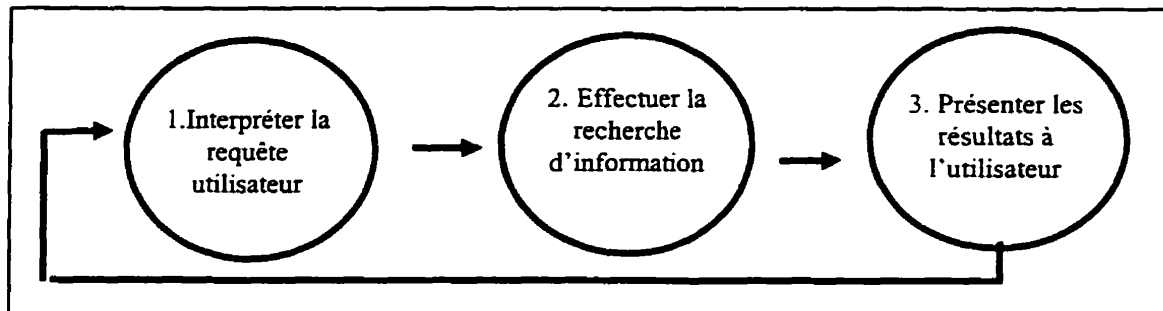 1.Interpréter la
requête
utilisateur
2. Effectuer la
recherche
d'information
3. Présenter les
résultats à
l'utilisateur